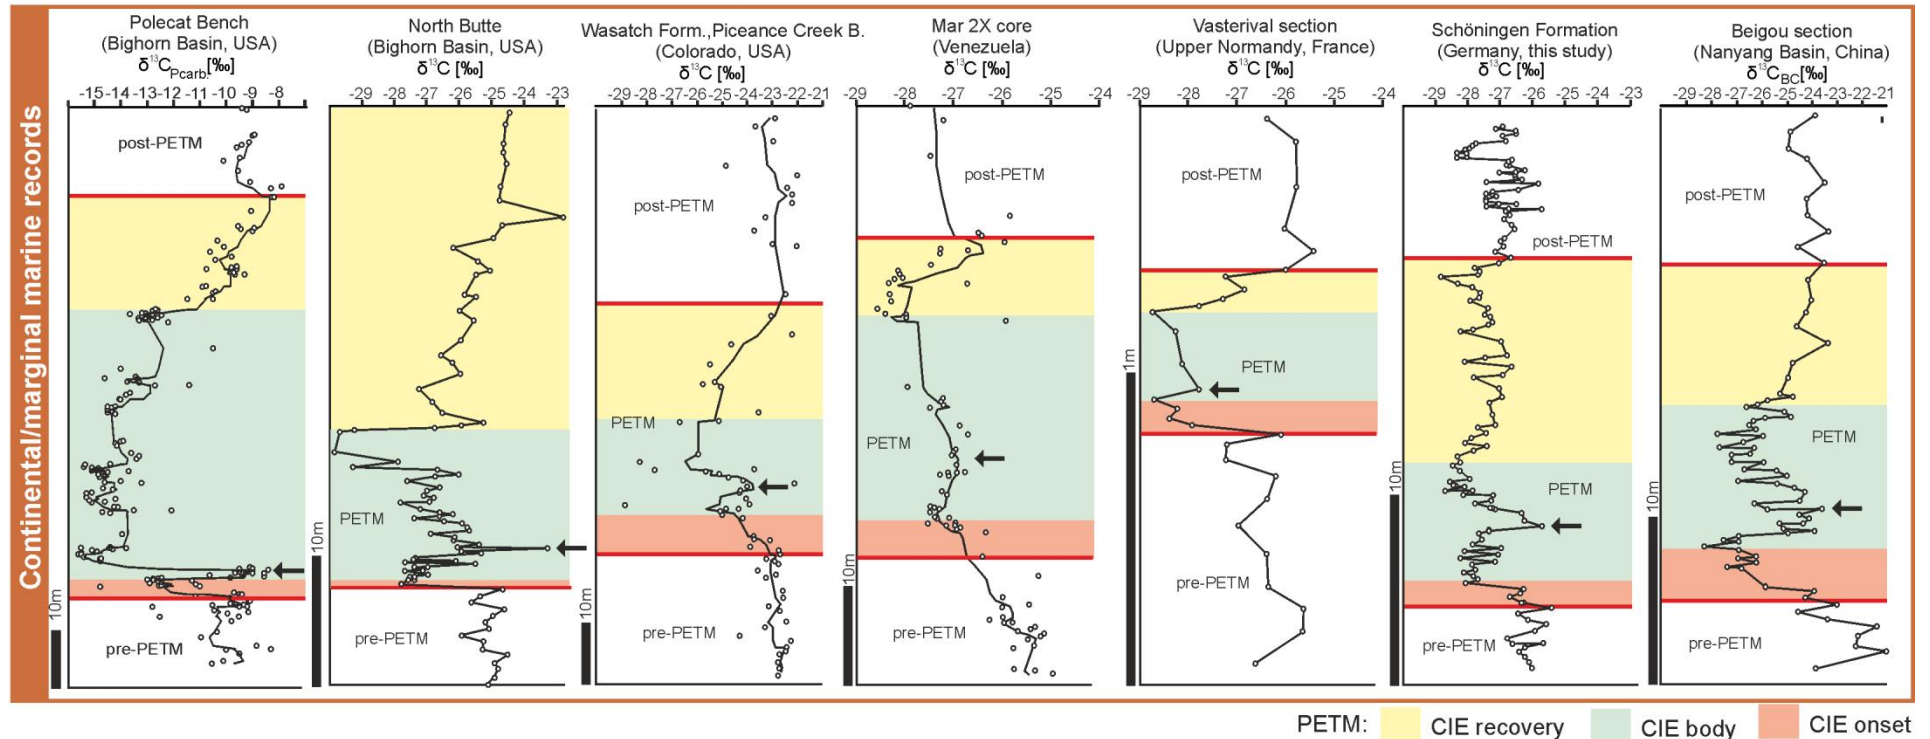 Continental/marginal marine records
Polecat Bench
(Bighorn Basin, USA)
δ¹³C_Pcarb[‰]
-15 -13 -12 -11 -10 -9 -8
post-PETM
pre-PETM
10m
North Butte
(Bighorn Basin, USA)
δ¹³C [‰]
-29 -28 -27 -26 -25 -23
PETM
pre-PETM
10m
Wasatch Form.,Piceance Creek B.
(Colorado, USA)
δ¹³C [‰]
-29 -27 -26 -25 -24 -23 -22 -21
post-PETM
PETM
pre-PETM
10m
Mar 2X core
(Venezuela)
δ¹³C [‰]
-29 -28 -27 -26 -25 -24
post-PETM
PETM
pre-PETM
10m
Vasterival section
(Upper Normandy, France)
δ¹³C [‰]
-29 -28 -27 -26 -25 -24
post-PETM
PETM
pre-PETM
1m
Schöningen Formation
(Germany, this study)
δ¹³C [‰]
-29 -28 -27 -26 -25 -23
post-PETM
PETM
pre-PETM
10m
Beigou section
(Nanyang Basin, China)
δ¹³C_BC[‰]
-29 -27 -26 -25 -24 -23 -22 -21
post-PETM
PETM
pre-PETM
10m
PETM: CIE recovery CIE body CIE onset